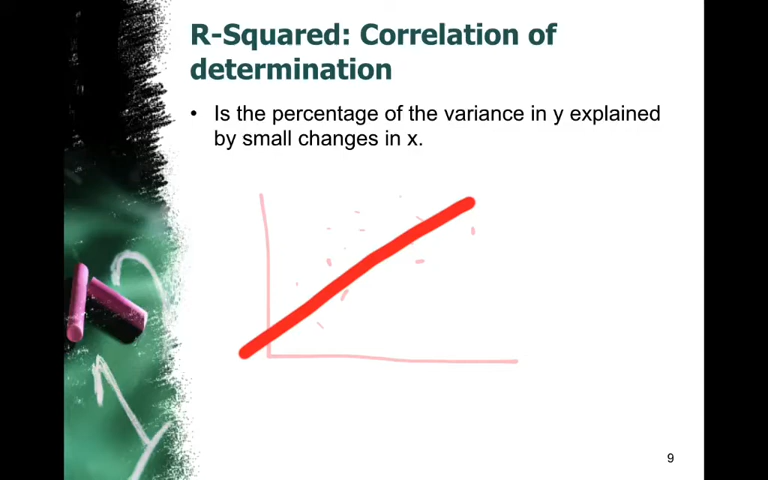 R-Squared: Correlation of
determination
• Is the percentage of the variance in y explained
by small changes in x.
9